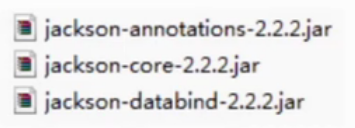 jackson-annotations-2.2.2.jar
jackson-core-2.2.2.jar
jackson-databind-2.2.2.jar